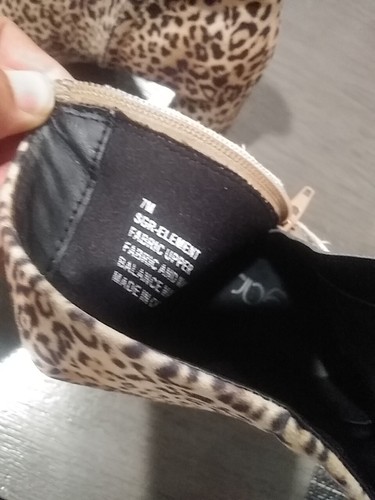 7M
SGR-ELEMENT
FABRIC UPPER
FABRIC AND
BALANCE
MADE IN